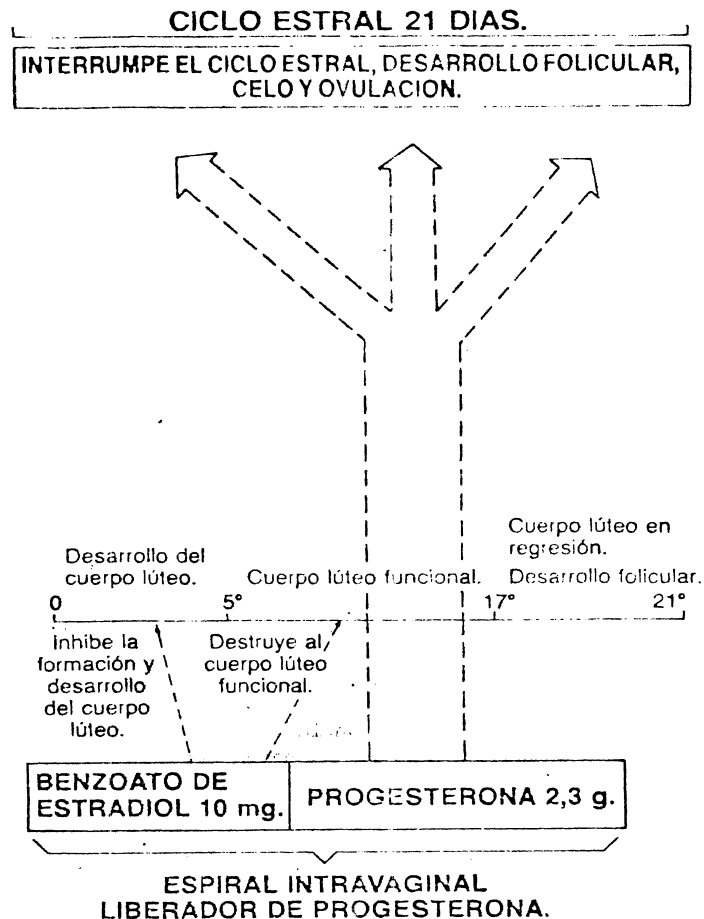 CICLO ESTRAL 21 DIAS.
INTERRUMPE EL CICLO ESTRAL, DESARROLLO FOLICULAR,
CELO Y OVULACION.
Cuerpo lúteo en
regresión.
Desarrollo del
cuerpo lúteo.
Cuerpo lúteo funcional.
Desarrollo folicular.
0
5°
17°
21°
Inhibe la
formación y
desarrollo
del cuerpo
lúteo.
Destruye al
cuerpo lúteo
funcional.
BENZOATO DE
ESTRADIOL 10 mg.
PROGESTERONA 2,3 g.
ESPIRAL INTRAVAGINAL
LIBERADOR DE PROGESTERONA.